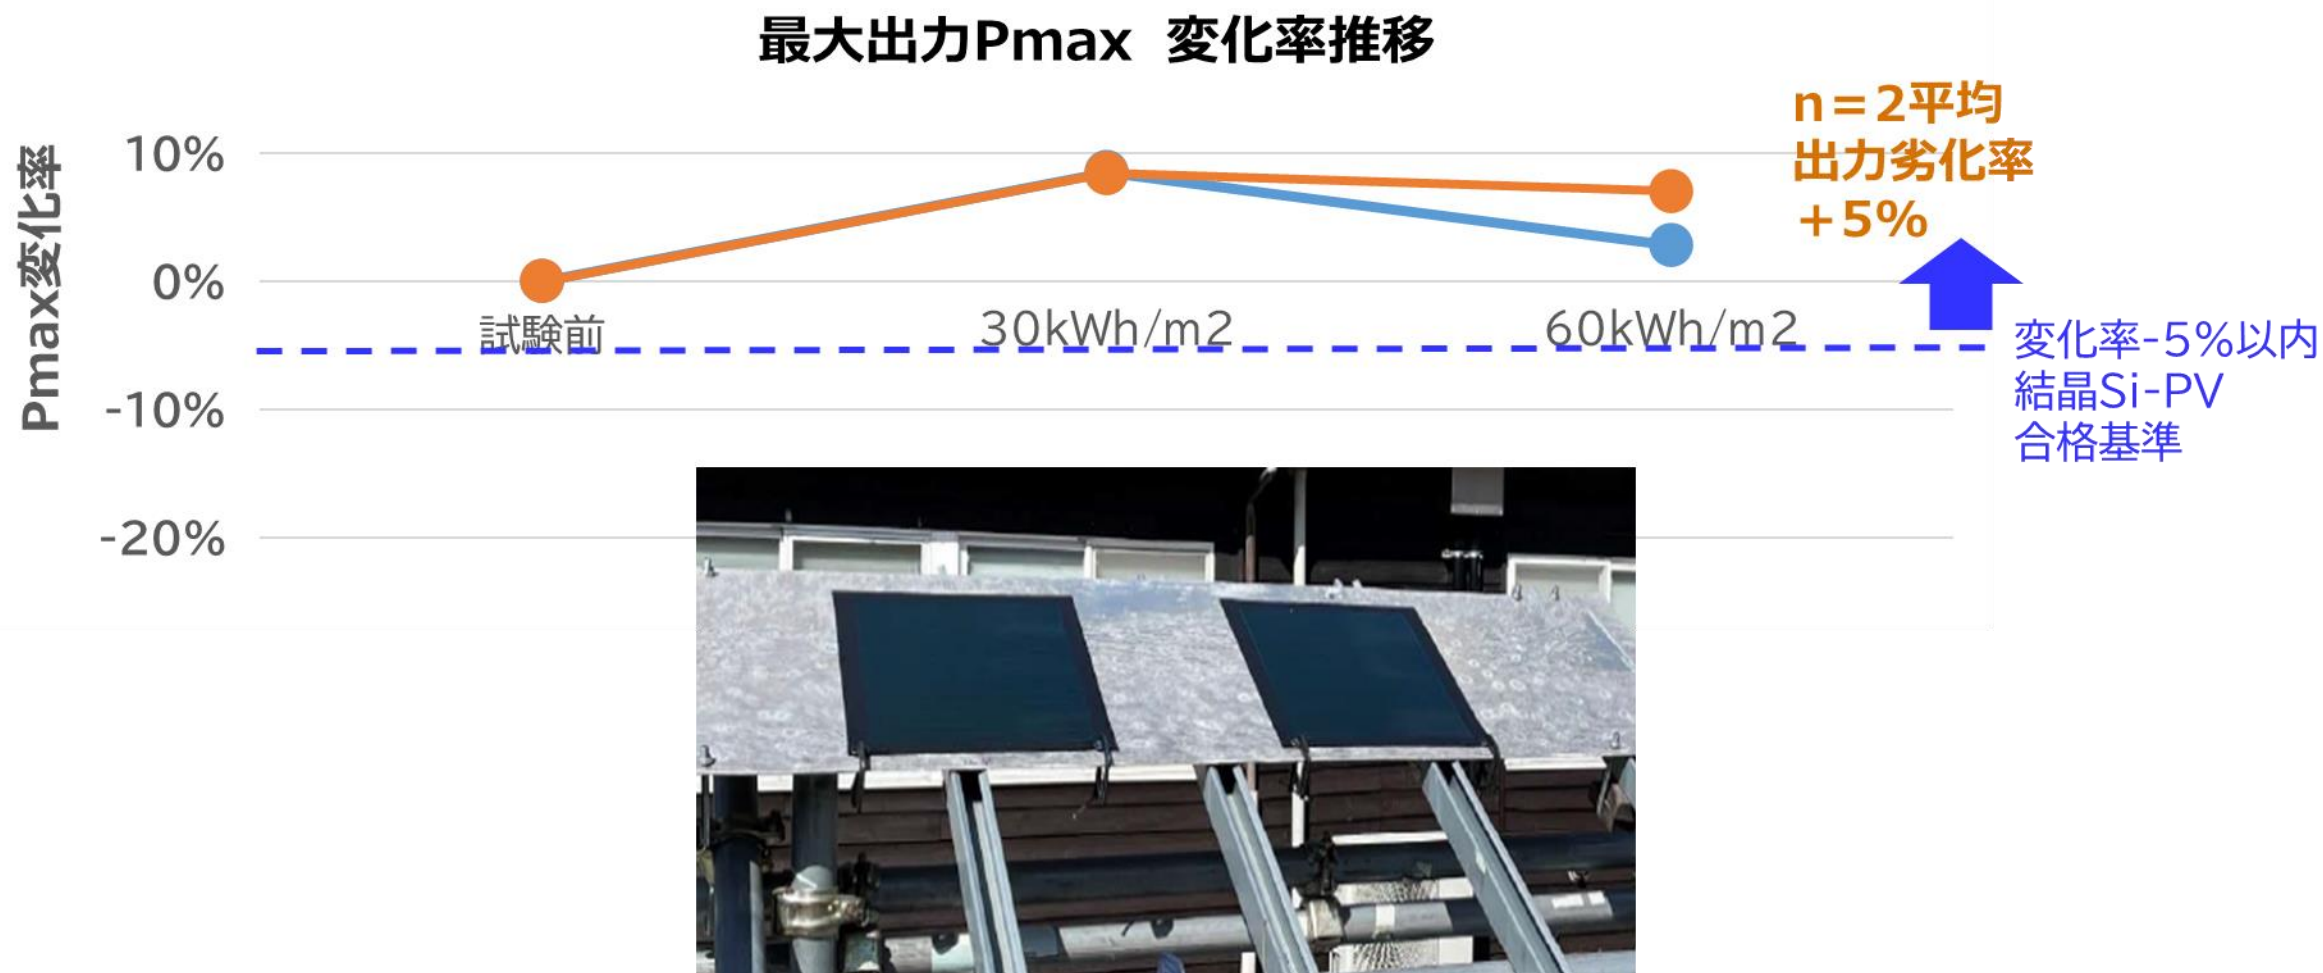 最大出力Pmax 変化率推移
Pmax変化率
10%
0%
-10%
-20%
試験前
30kWh/m2
60kWh/m2
n＝2平均
出力劣化率
＋5%
変化率-5%以内
結晶Si-PV
合格基準